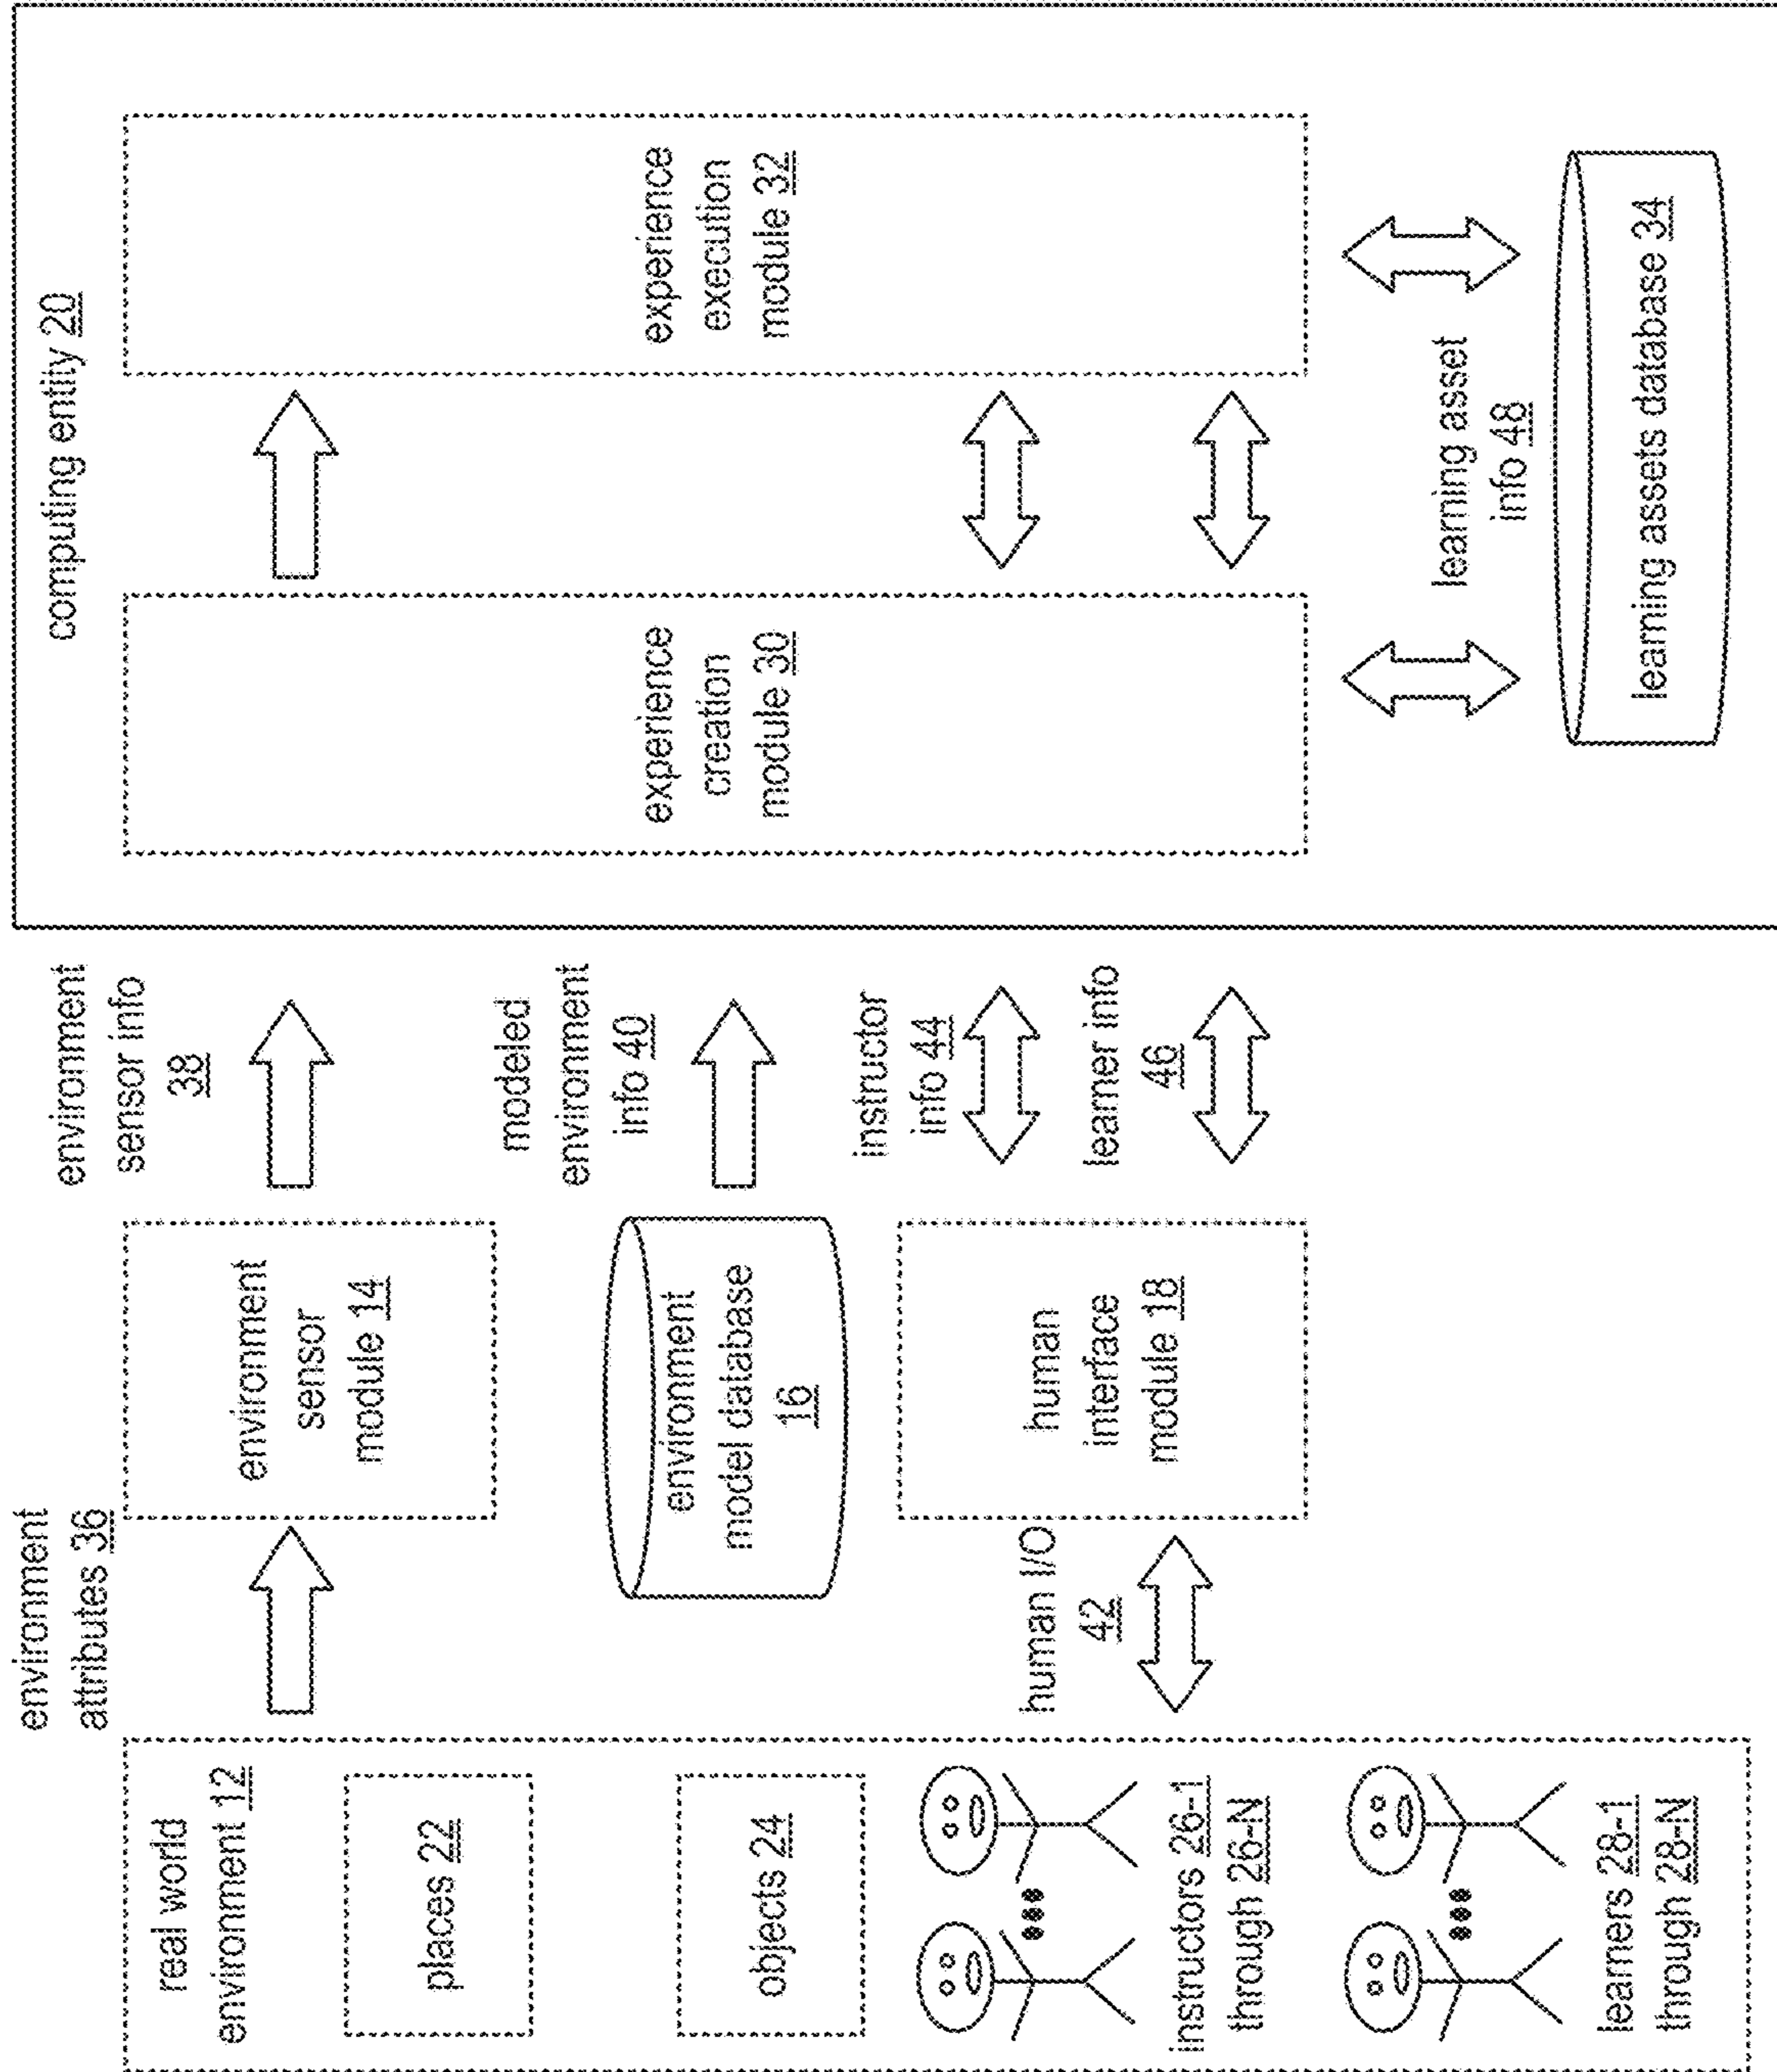 real world
environment 12
places 22
objects 24
instructors 26-1
through 26-N
learners 28-1
through 28-N
environment
attributes 36
human I/O
42
environment
sensor
module 14
environment
model database
16
human
interface
module 18
environment
sensor info
38
modeled
environment
info 40
instructor
info 44
learner info
46
computing entity 20
experience
creation
module 30
experience
execution
module 32
learning asset
info 48
learning assets database 34